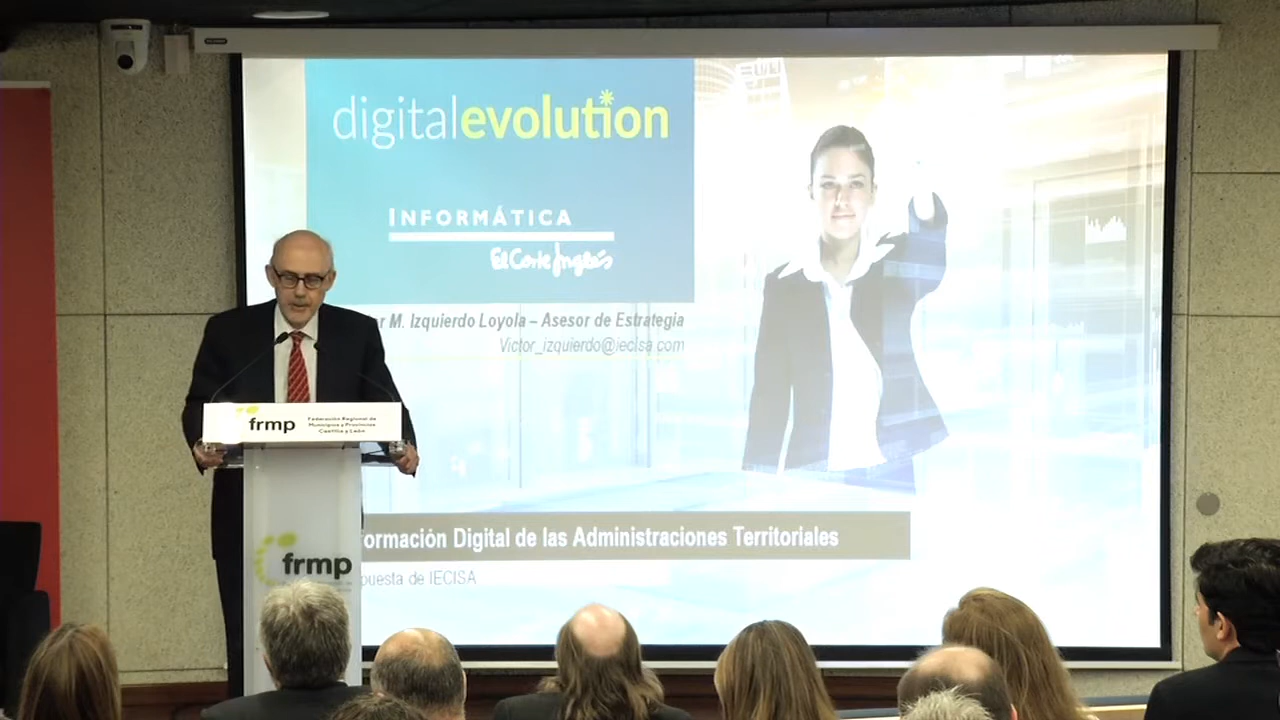 digitalevolution
INFORMÁTICA
El Corte Inglés
r M. Izquierdo Loyola – Asesor de Estrategia
Victor_izquierdo@iecisa.com
frmp
Federación Regional de
Municipios y Provincias
Castilla y León
formación Digital de las Administraciones Territoriales
frmp
puesta de IECISA